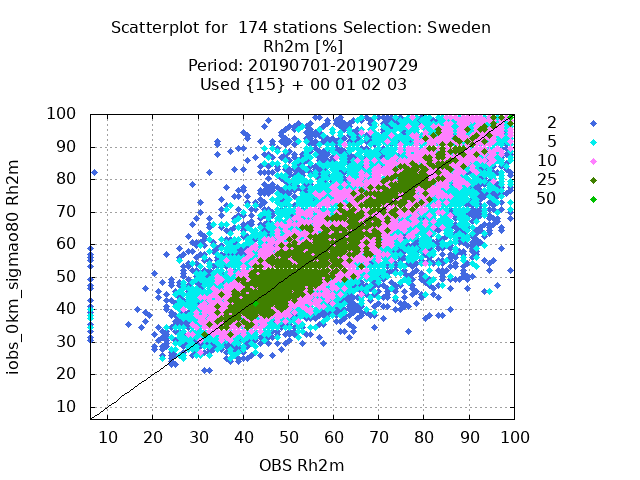 Scatterplot for  174 stations Selection: Sweden
Rh2m [%]
Period: 20190701-20190729
Used {15} + 00 01 02 03
iobs_0km_sigmao80 Rh2m
100
90
80
70
60
50
40
30
20
10
10 20 30 40 50 60 70 80 90 100
OBS Rh2m
2
5
10
25
50